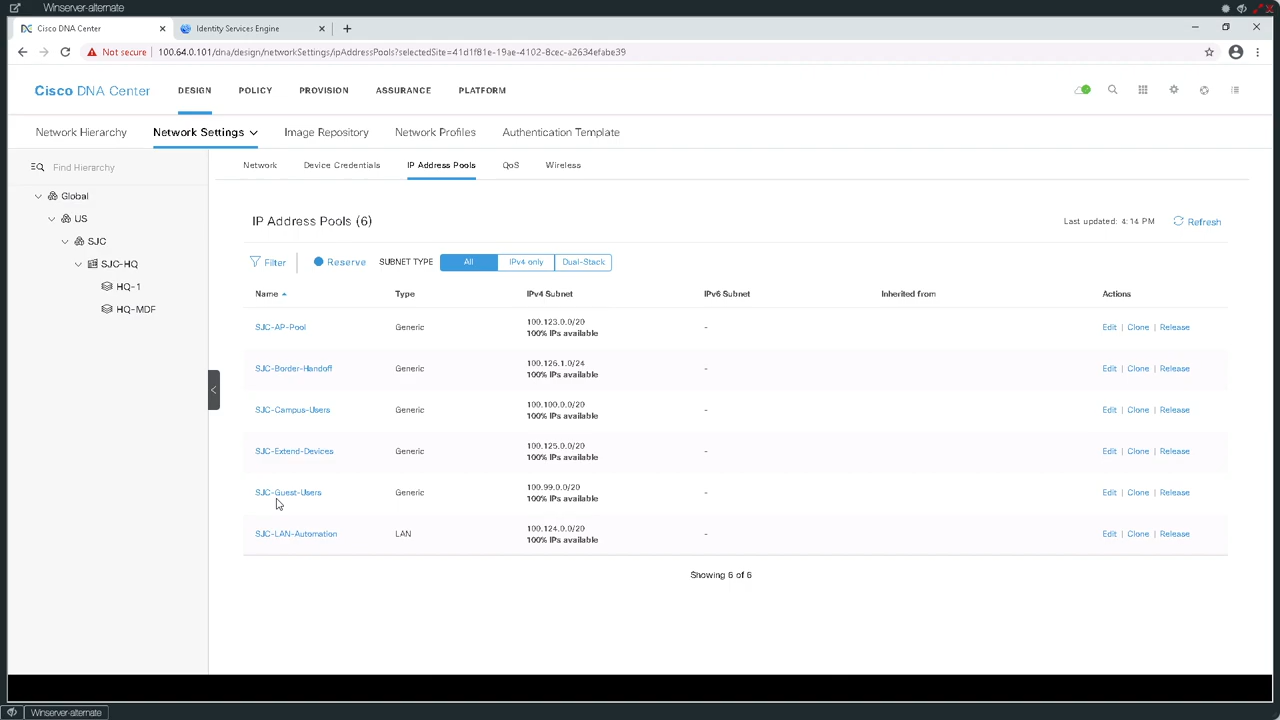 Winserver-alternate
Cisco DNA Center
Identity Services Engine
Not secure | 100.64.0.101/dna/design/networkSettings/ipAddressPools?selectedSite=41d1f81e-19ae-4102-8cec-a2634efabe39
Cisco DNA Center DESIGN POLICY PROVISION ASSURANCE PLATFORM
Network Hierarchy Network Settings Image Repository Network Profiles Authentication Template
Find Hierarchy
Global
US
SJC
SJC-HQ
HQ-1
HQ-MDF
Network Device Credentials IP Address Pools QoS Wireless
IP Address Pools (6) Last updated: 4:14 PM Refresh
Filter Reserve SUBNET TYPE All IPv4 only Dual-Stack
Name Type IPv4 Subnet IPv6 Subnet Inherited from Actions
SJC-AP-Pool Generic 100.123.0.0/20 - Edit | Clone | Release
100% IPs available
SJC-Border-Handoff Generic 100.126.1.0/24 - Edit | Clone | Release
100% IPs available
SJC-Campus-Users Generic 100.100.0.0/20 - Edit | Clone | Release
100% IPs available
SJC-Extend-Devices Generic 100.125.0.0/20 - Edit | Clone | Release
100% IPs available
SJC-Guest-Users Generic 100.99.0.0/20 - Edit | Clone | Release
100% IPs available
SJC-LAN-Automation LAN 100.124.0.0/20 - Edit | Clone | Release
100% IPs available
Showing 6 of 6
Winserver-alternate